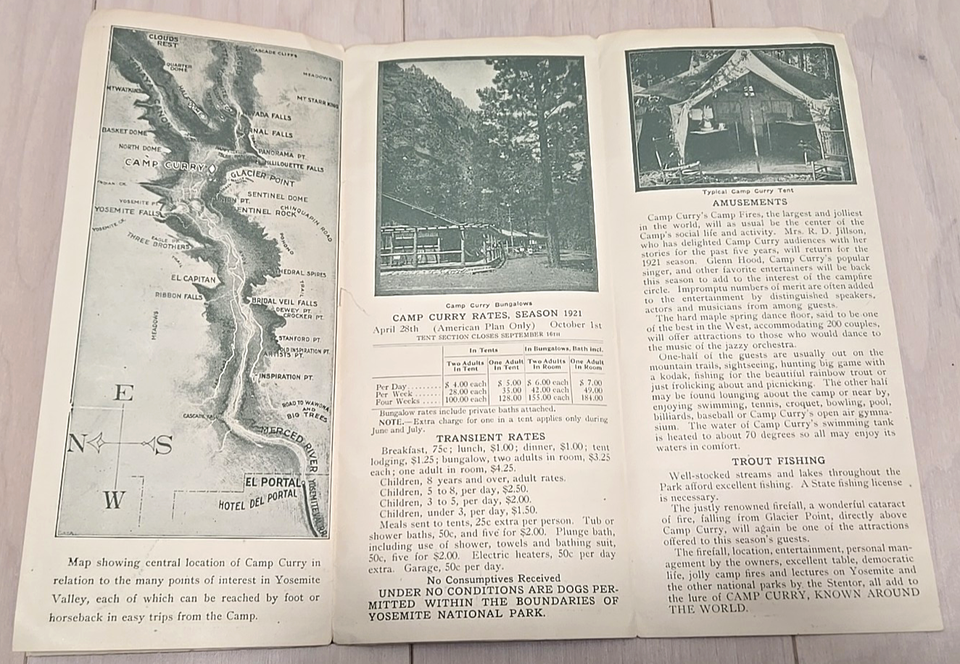 CLOUDS
REST
CASCADE CLIFFS
QUARTER
DOME
MEADOWS
MT WATKINS
MT STARR KING
BASKET DOME
NORTH DOME
PANORAMA PT.
CAMP CURRY
GLACIER POINT
SENTINEL DOME
SENTINEL ROCK
CHINQUAPIN ROAD
YOSEMITE PT.
YOSEMITE FALLS
YOSEMITE CR.
EAGLE PK.
THREE BROTHERS
EL CAPITAN
RIBBON FALLS
BRIDAL VEIL FALLS
DEWEY PT.
CROCKER PT.
MEADOWS
STANFORD PT.
OLD INSPIRATION PT.
ARTISTS PT.
INSPIRATION PT.
ROAD TO WAWONA
AND
BIG TREES
E
N S
W
MERCED RIVER
EL PORTAL
HOTEL DEL PORTAL
Map showing central location of Camp Curry in
relation to the many points of interest in Yosemite
Valley, each of which can be reached by foot or
horseback in easy trips from the Camp.
Camp Curry Bungalows
CAMP CURRY RATES, SEASON 1921
April 28th (American Plan Only) October 1st
TENT SECTION CLOSES SEPTEMBER 16th
In Tents In Bungalows, Bath incl.
Two Adults In Tent One Adult In Tent Two Adults In Room One Adult In Room
Per Day........ $ 4.00 each $ 5.00 $ 6.00 each $ 7.00
Per Week....... 28.00 each 35.00 42.00 each 49.00
Four Weeks..... 100.00 each 128.00 155.00 each 184.00
Bungalow rates include private baths attached.
NOTE.—Extra charge for one in a tent applies only during
June and July.
TRANSIENT RATES
Breakfast, 75c; lunch, $1.00; dinner, $1.00; tent
lodging, $1.25; bungalow, two adults in room, $3.25
each; one adult in room, $4.25.
Children, 8 years and over, adult rates.
Children, 5 to 8, per day, $2.50.
Children, 3 to 5, per day, $2.00.
Children, under 3, per day, $1.50.
Meals sent to tents, 25c extra per person. Tub or
shower baths, 50c, and five for $2.00. Plunge bath,
including use of shower, towels and bathing suit,
50c, five for $2.00. Electric heaters, 50c per day
extra. Garage, 50c per day.
No Consumptives Received
UNDER NO CONDITIONS ARE DOGS PER-
MITTED WITHIN THE BOUNDARIES OF
YOSEMITE NATIONAL PARK.
Typical Camp Curry Tent
AMUSEMENTS
Camp Curry's Camp Fires, the largest and jolliest
in the world, will as usual be the center of the
Camp's social life and activity. Mrs. R. D. Jillson,
who has delighted Camp Curry audiences with her
stories for the past five years, will return for the
1921 season. Glenn Hood, Camp Curry's popular
singer, and other favorite entertainers will be back
this season to add to the interest of the campfire
circle. Impromptu numbers of merit are often added
to the entertainment by distinguished speakers,
actors and musicians from among guests.
The hard maple spring dance floor, said to be one
of the best in the West, accommodating 200 couples,
will offer attractions to those who would dance to
the music of the jazzy orchestra.
One-half of the guests are usually out on the
mountain trails, sightseeing, hunting big game with
a kodak, fishing for the beautiful rainbow trout or
just frolicking about and picnicking. The other half
may be found lounging about the camp or near by,
enjoying swimming, tennis, croquet, bowling, pool,
billiards, baseball or Camp Curry's open air gymna-
sium. The water of Camp Curry's swimming tank
is heated to about 70 degrees so all may enjoy its
waters in comfort.
TROUT FISHING
Well-stocked streams and lakes throughout the
Park afford excellent fishing. A State fishing license
is necessary.
The justly renowned firefall, a wonderful cataract
of fire, falling from Glacier Point, directly above
Camp Curry, will again be one of the attractions
offered to this season's guests.
The firefall, location, entertainment, personal man-
agement by the owners, excellent table, democratic
life, jolly camp fires and lectures on Yosemite and
the other national parks by the Stentor, all add to
the lure of CAMP CURRY, KNOWN AROUND
THE WORLD.